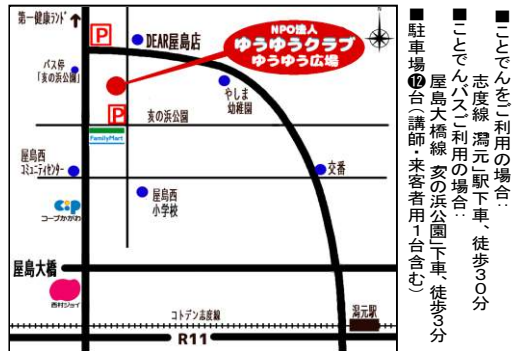 第一健康ランド
P
DEAR屋島店
NPO法人
ゆうゆうクラブ
ゆうゆう広場
バス停
「亥の浜公園」
やしま
幼稚園
P
亥の浜公園
FamilyMart
屋島西
コミュニティセンター
交番
屋島西
小学校
コープかがわ
屋島大橋
西村ジョイ
コトデン志度線
潟元駅
R11
■ことでんをご利用の場合：
志度線「潟元」駅下車、徒歩30分
■ことでんバスご利用の場合：
屋島大橋線「亥の浜公園」下車、徒歩3分
■駐車場⓬台（講師・来客者用1台含む）